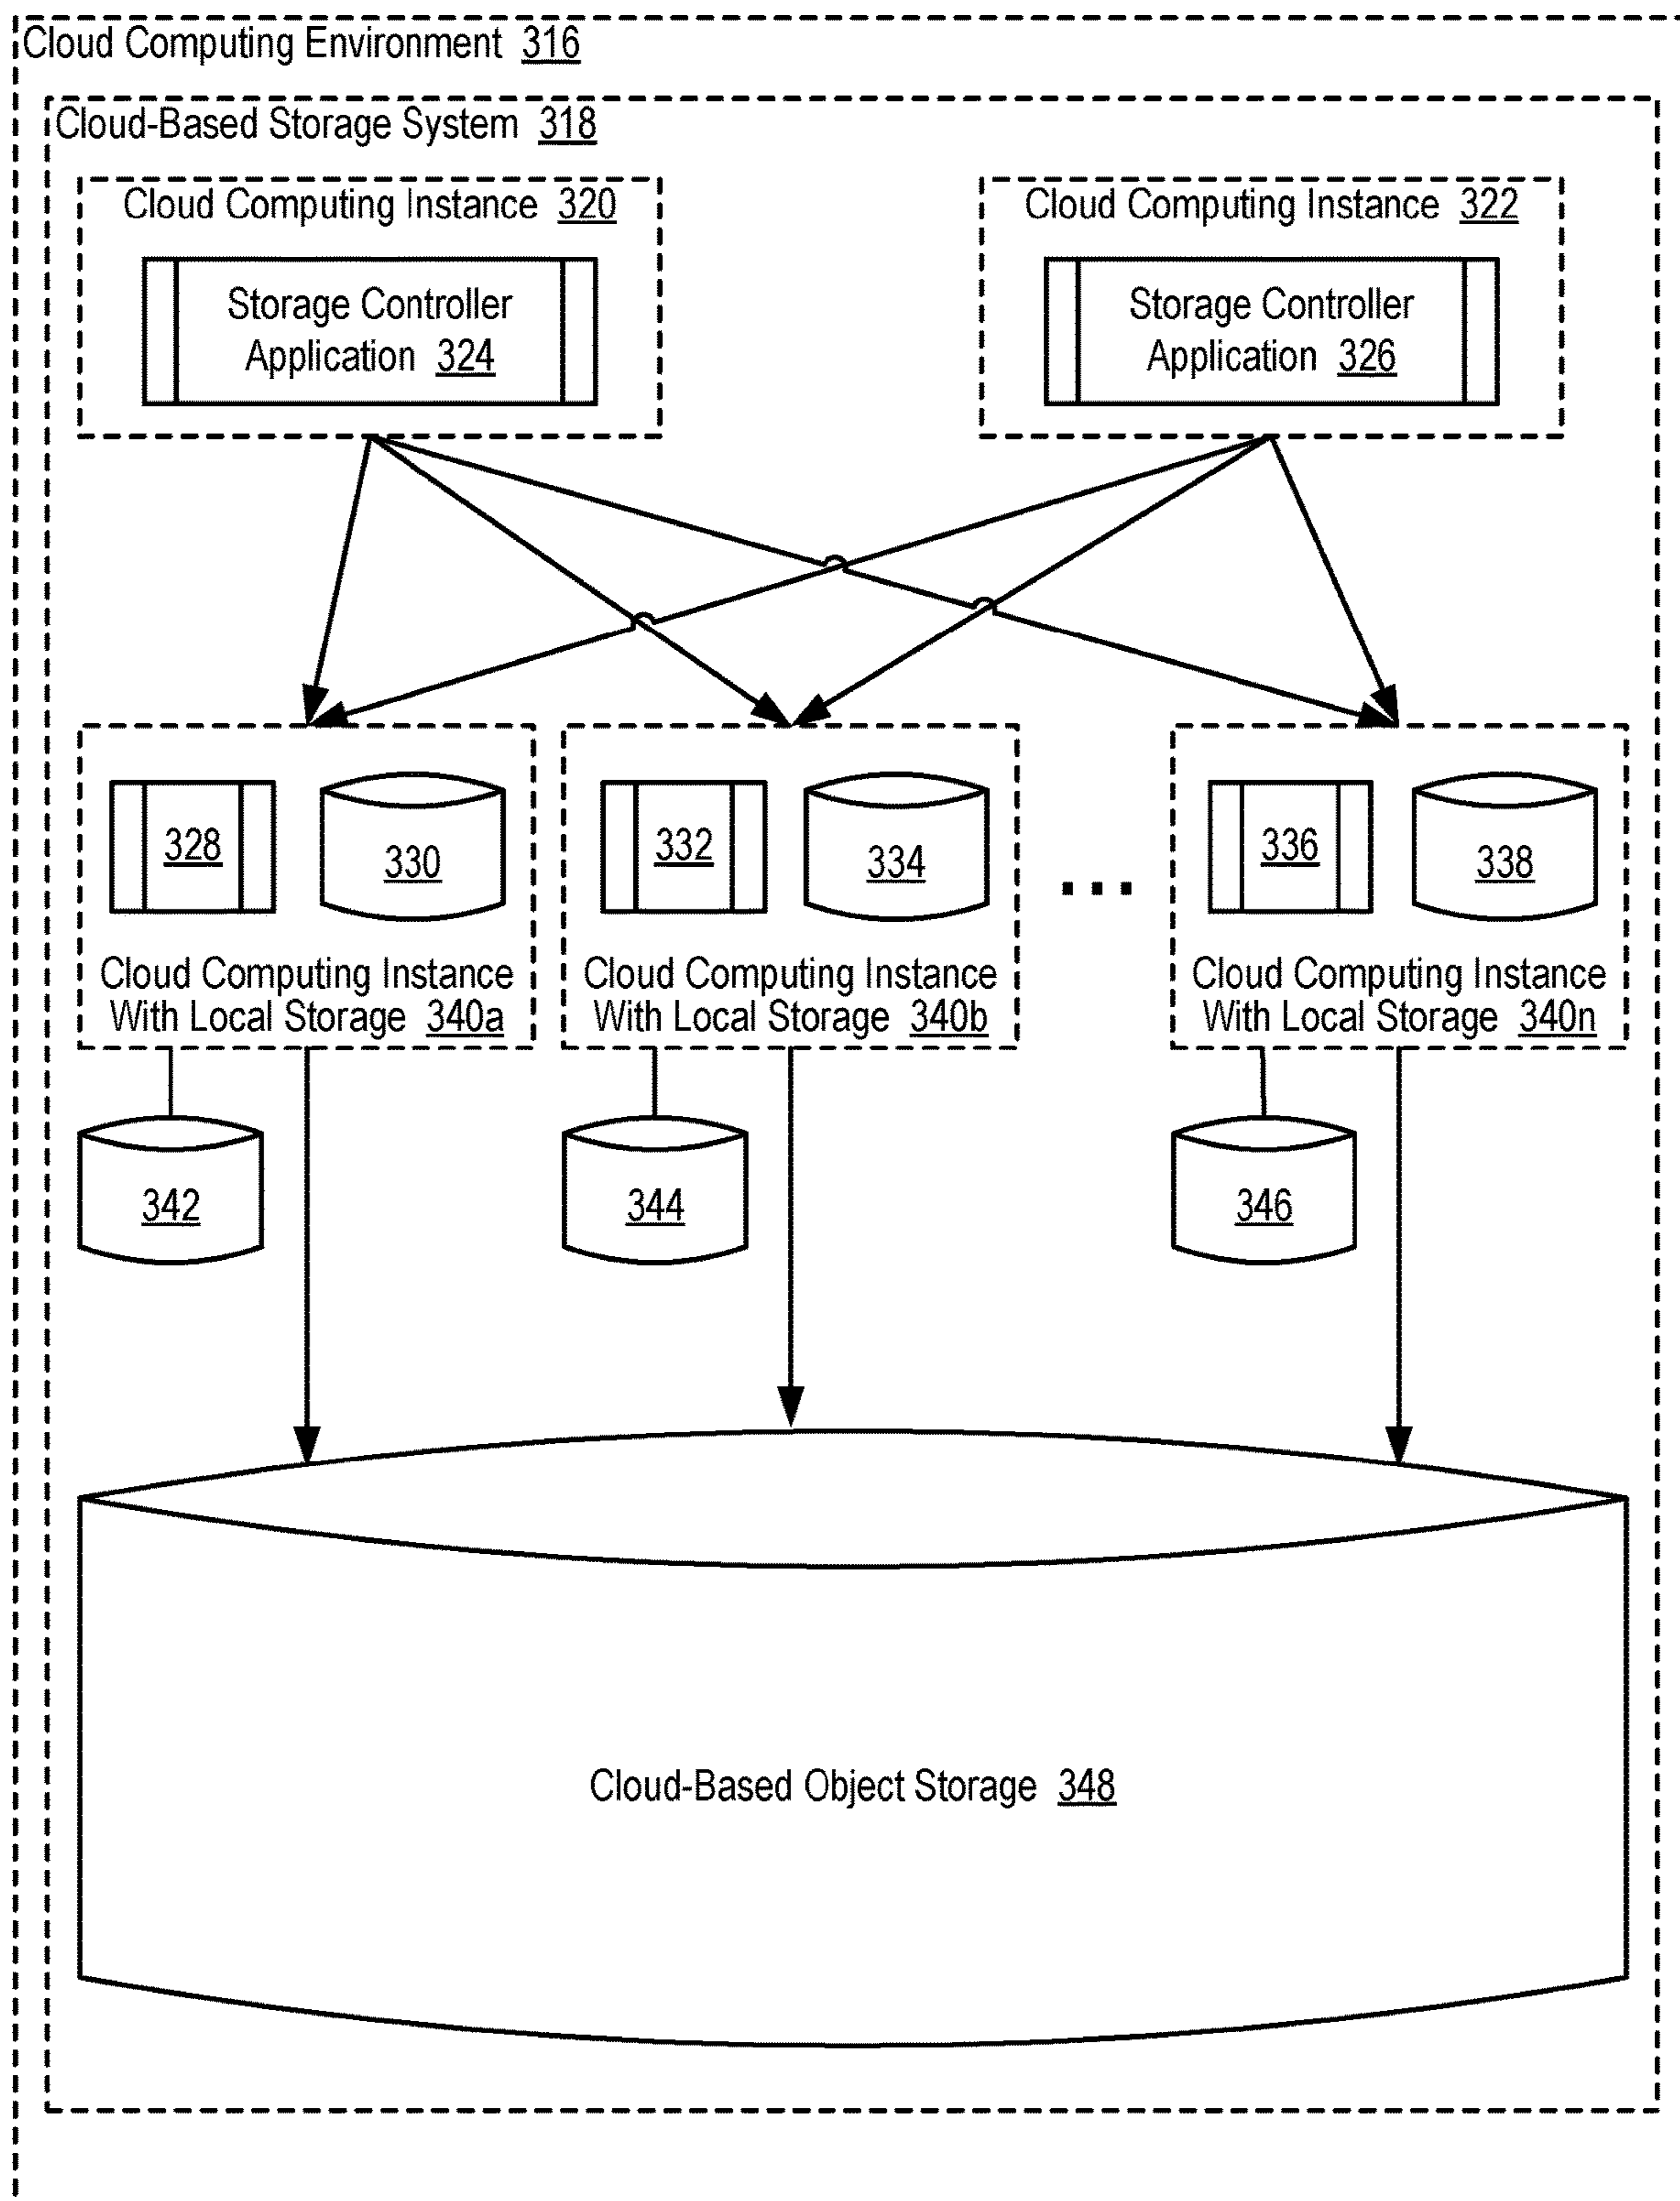 Cloud Computing Environment 316
Cloud-Based Storage System 318
Cloud Computing Instance 320
Storage Controller
Application 324
Cloud Computing Instance 322
Storage Controller
Application 326
328
330
Cloud Computing Instance
With Local Storage 340a
332
334
Cloud Computing Instance
With Local Storage 340b
...
336
338
Cloud Computing Instance
With Local Storage 340n
342
344
346
Cloud-Based Object Storage 348